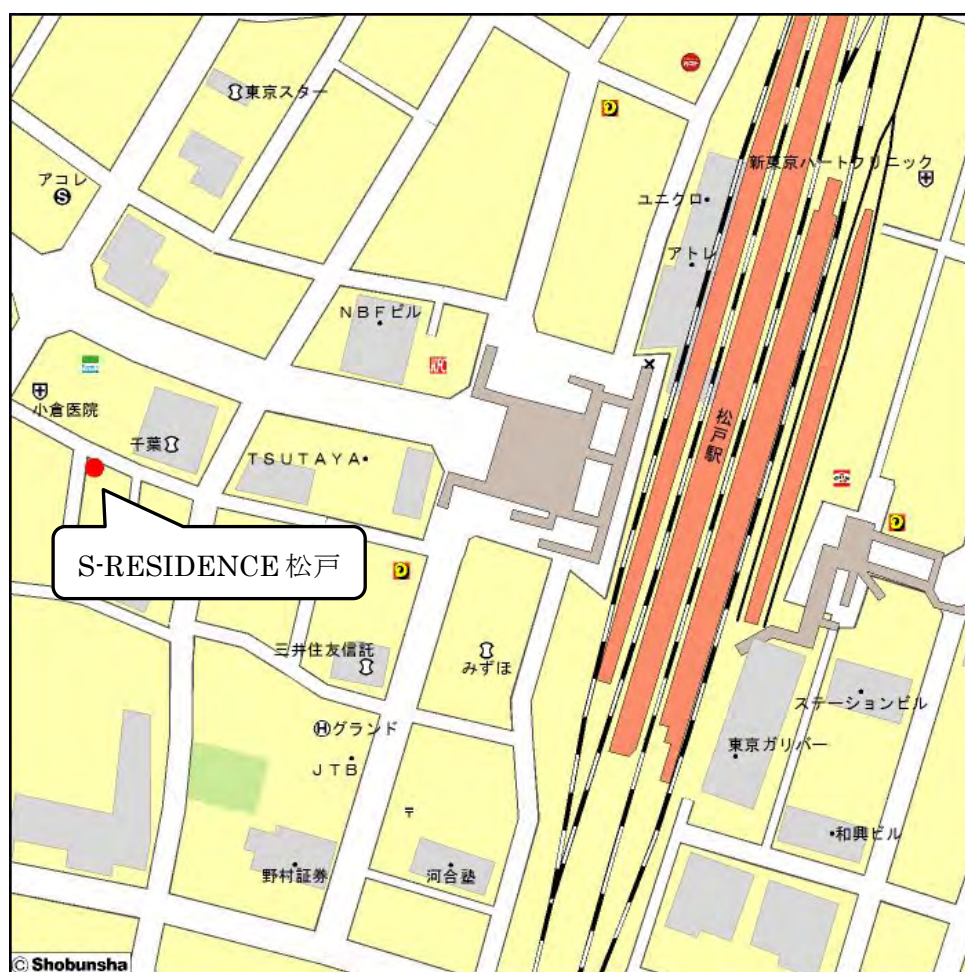 東京スター
新東京ハートクリニック
アコレ
S
ユニクロ
アトレ
NBFビル
KFC
小倉医院
千葉
松戸駅
TSUTAYA
S-RESIDENCE 松戸
三井住友信託
みずほ
ステーションビル
Hグランド
東京ガリバー
JTB
〒
和興ビル
野村証券
河合塾
© Shobunsha